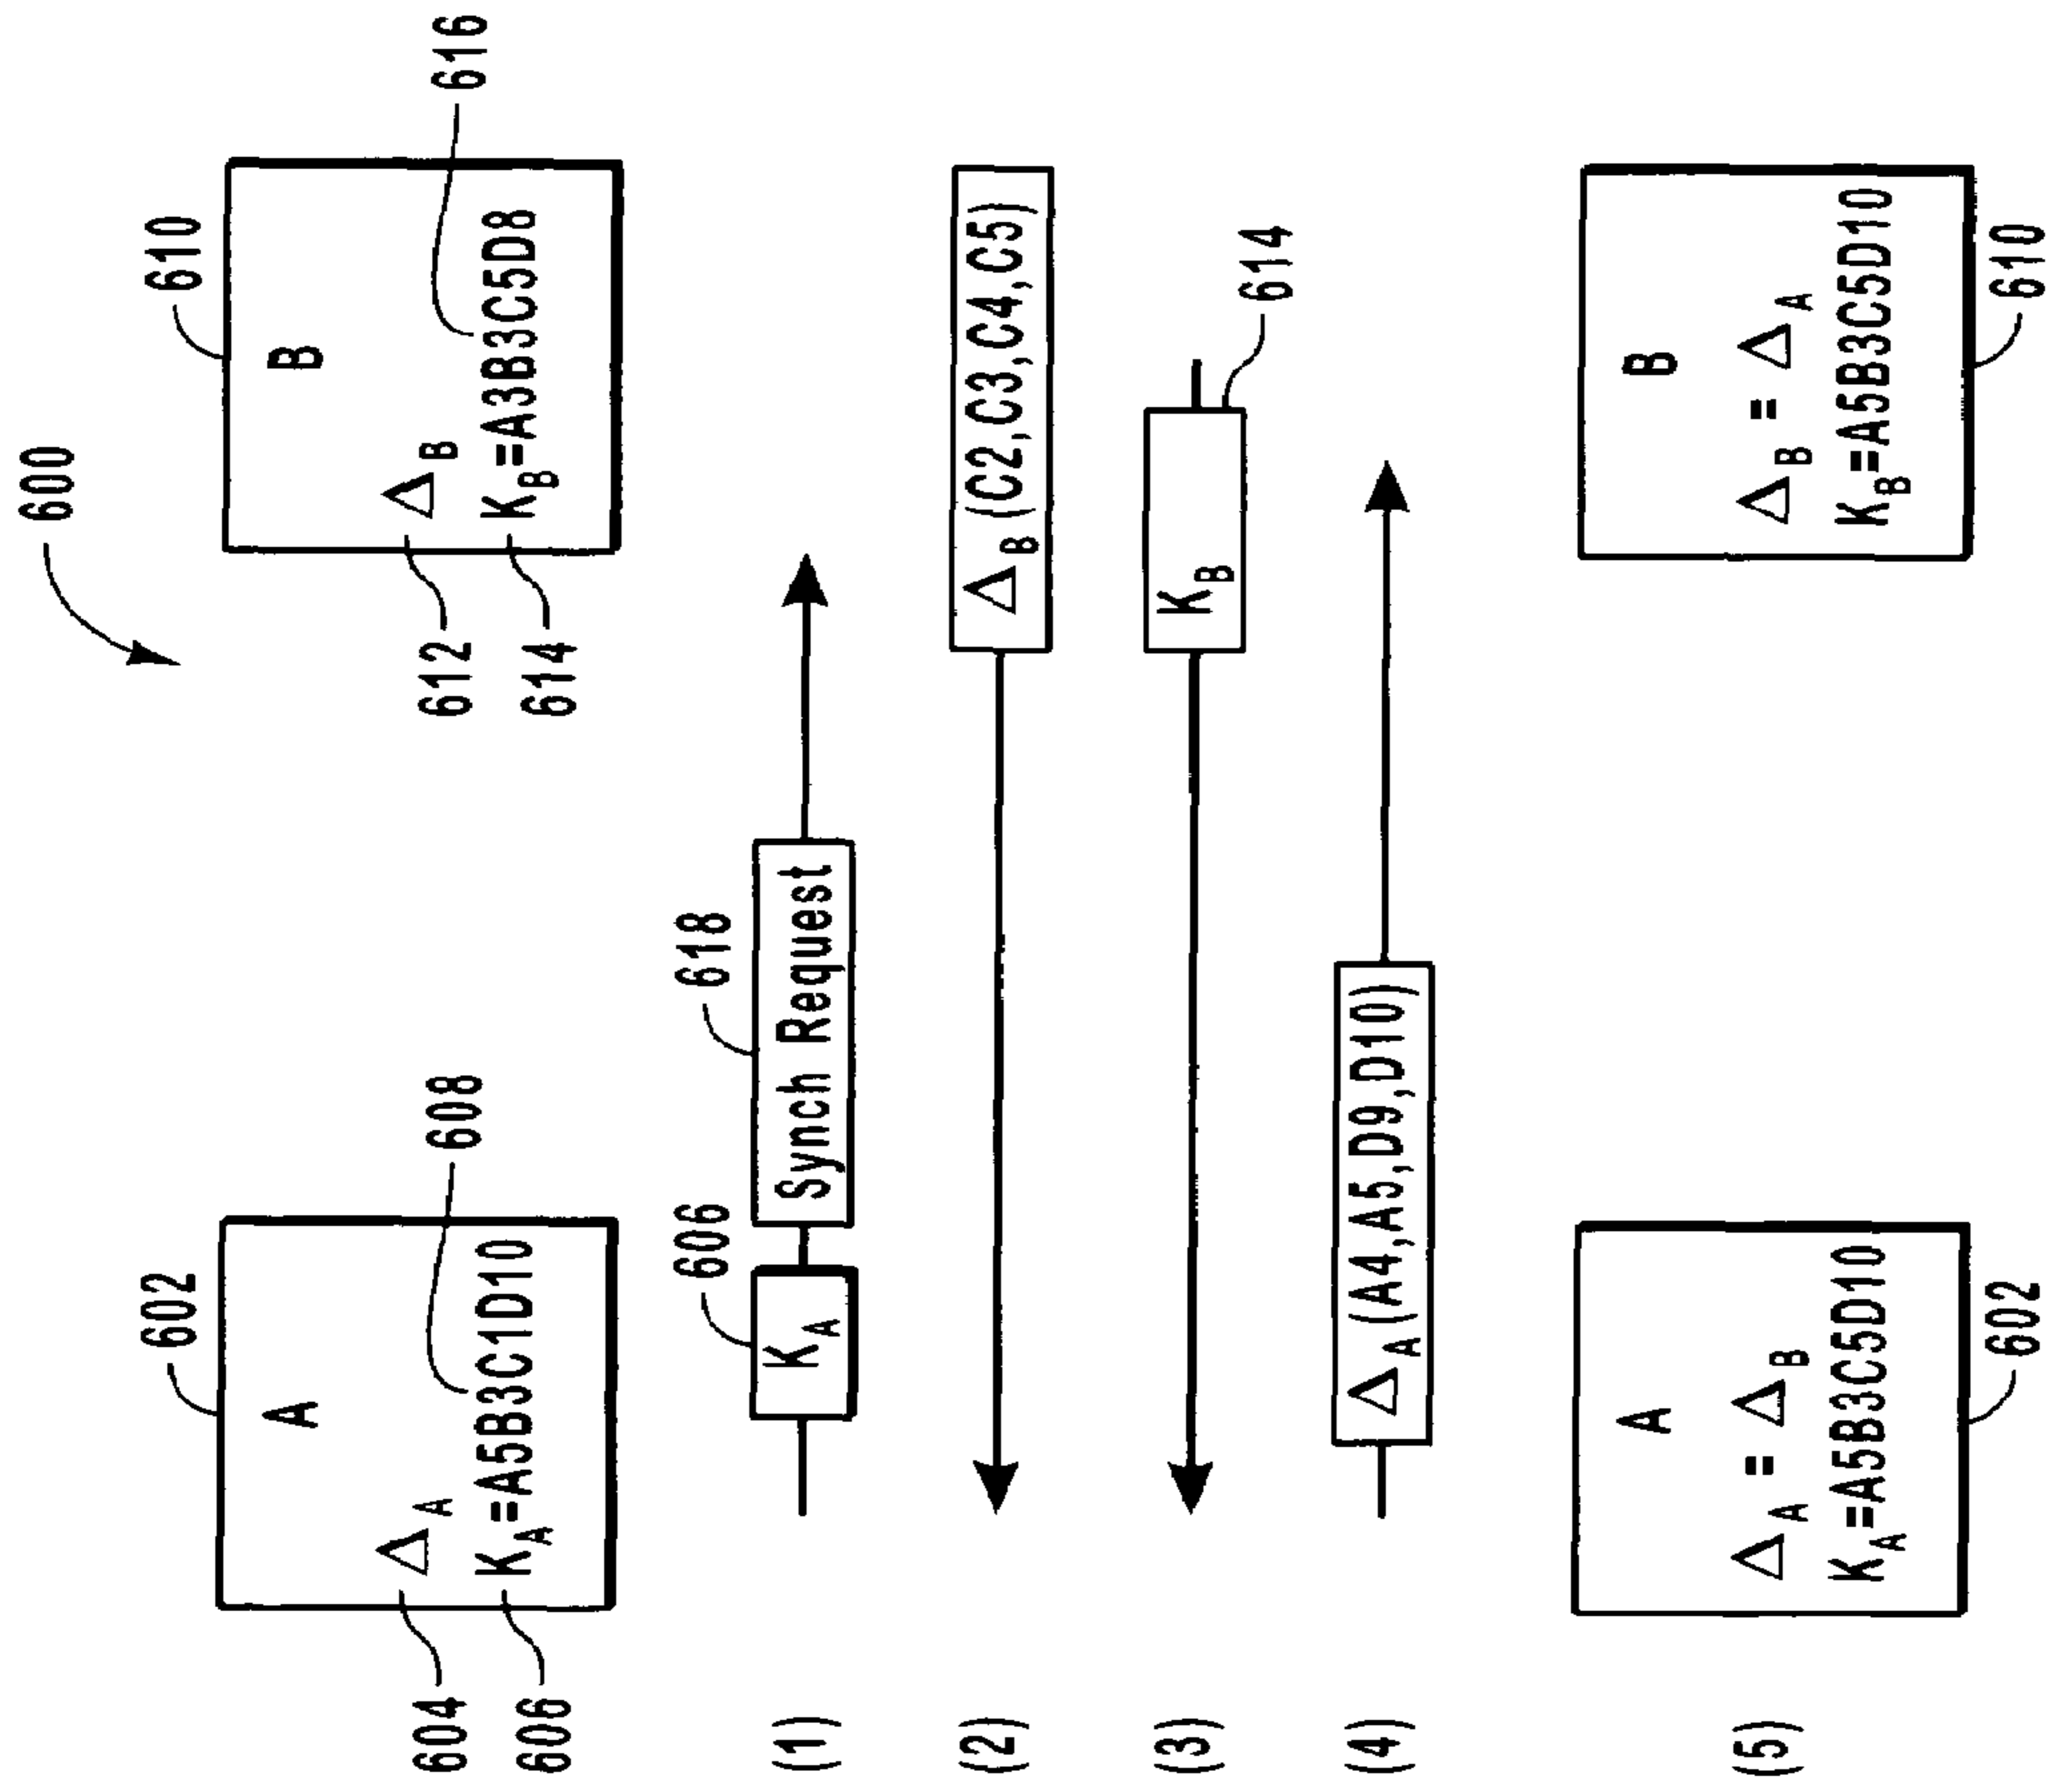 600
602
610
A
B
608
616
604
Δ_A
612
Δ_B
606
K_A=A5B3C1D10
614
K_B=A3B3C5D8
606
618
(1)
K_A
Synch Request
(2)
Δ_B(C2,C3,C4,C5)
(3)
K_B
614
(4)
Δ_A(A4,A5,D9,D10)
(5)
A
Δ_A = Δ_B
K_A=A5B3C5D10
602
B
Δ_B = Δ_A
K_B=A5B3C5D10
610